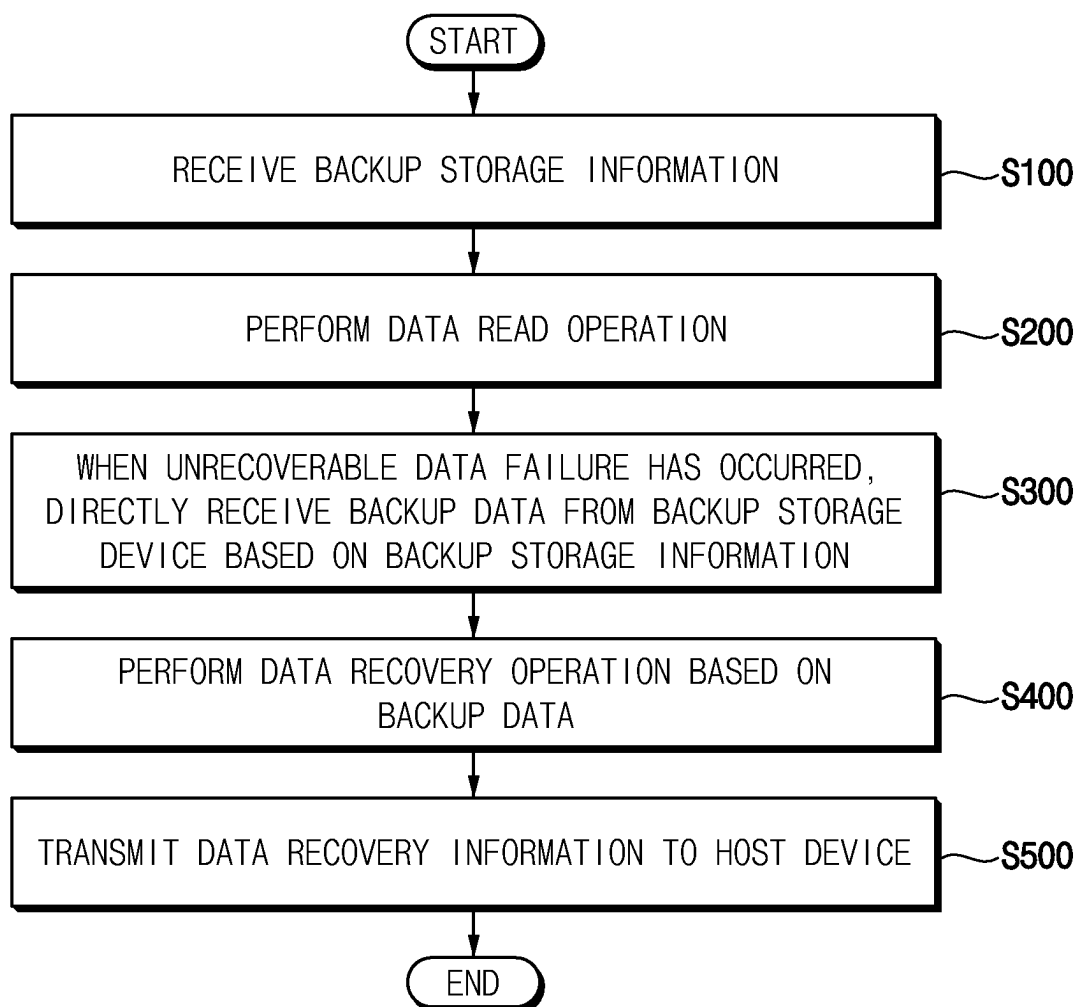 START
RECEIVE BACKUP STORAGE INFORMATION
S100
PERFORM DATA READ OPERATION
S200
WHEN UNRECOVERABLE DATA FAILURE HAS OCCURRED,
DIRECTLY RECEIVE BACKUP DATA FROM BACKUP STORAGE
DEVICE BASED ON BACKUP STORAGE INFORMATION
S300
PERFORM DATA RECOVERY OPERATION BASED ON
BACKUP DATA
S400
TRANSMIT DATA RECOVERY INFORMATION TO HOST DEVICE
S500
END